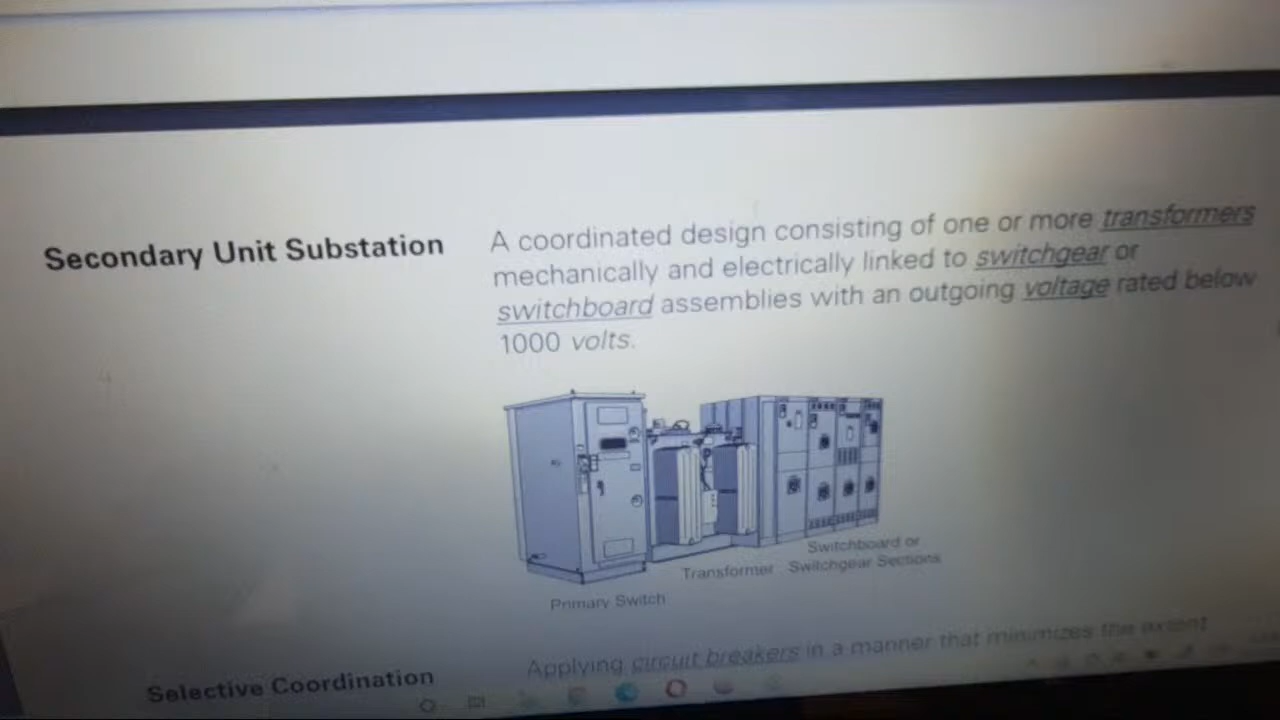 Secondary Unit Substation
A coordinated design consisting of one or more transformers
mechanically and electrically linked to switchgear or
switchboard assemblies with an outgoing voltage rated below
1000 volts.
Primary Switch
Transformer
Switchboard or
Switchgear Sections
Selective Coordination
Applying circuit breakers in a manner that minimizes the extent